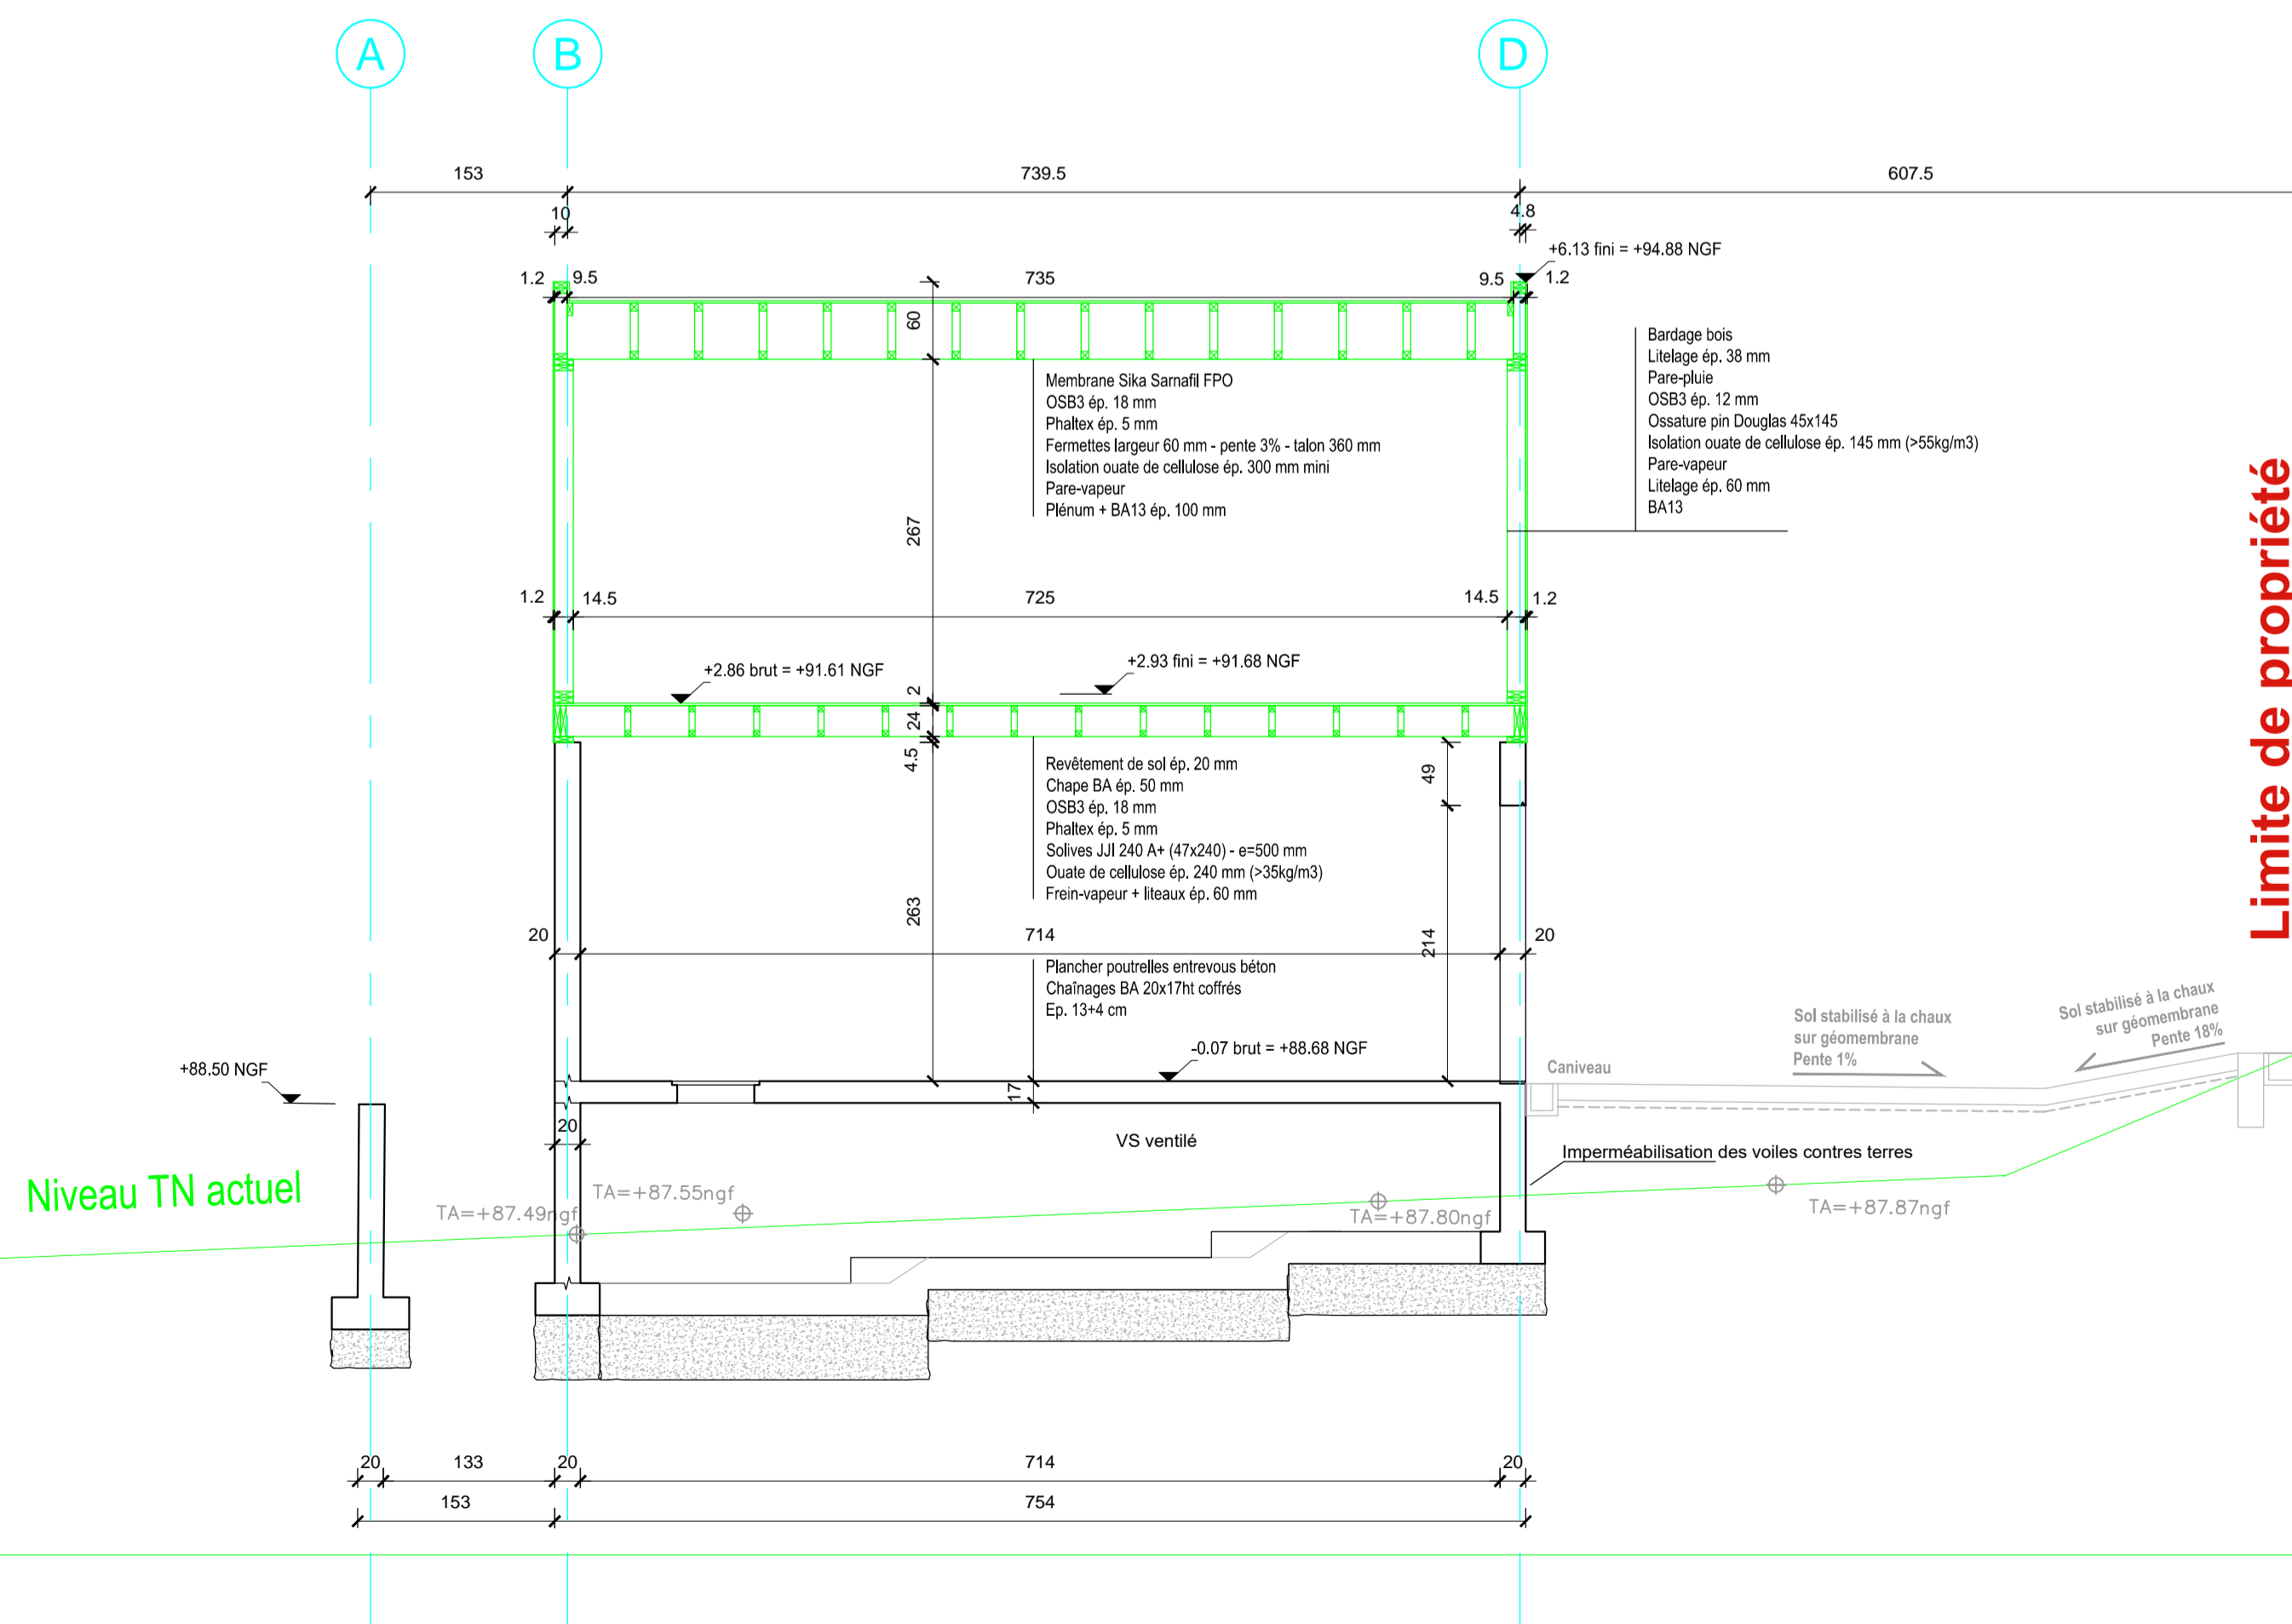 A
B
D
153
739.5
607.5
10
4.8
+6.13 fini = +94.88 NGF
1.2
9.5
735
9.5
1.2
60
Bardage bois
Litelage ép. 38 mm
Pare-pluie
OSB3 ép. 12 mm
Ossature pin Douglas 45x145
Isolation ouate de cellulose ép. 145 mm (>55kg/m3)
Pare-vapeur
Litelage ép. 60 mm
BA13
Membrane Sika Sarnafil FPO
OSB3 ép. 18 mm
Phaltex ép. 5 mm
Fermettes largeur 60 mm - pente 3% - talon 360 mm
Isolation ouate de cellulose ép. 300 mm mini
Pare-vapeur
Plénum + BA13 ép. 100 mm
Limite de propriété
267
1.2
14.5
725
14.5
1.2
+2.86 brut = +91.61 NGF
+2.93 fini = +91.68 NGF
2
24
4.5
49
Revêtement de sol ép. 20 mm
Chape BA ép. 50 mm
OSB3 ép. 18 mm
Phaltex ép. 5 mm
Solives JJI 240 A+ (47x240) - e=500 mm
Ouate de cellulose ép. 240 mm (>35kg/m3)
Frein-vapeur + liteaux ép. 60 mm
263
20
714
214
20
Plancher poutrelles entrevous béton
Chaînages BA 20x17ht coffrés
Ep. 13+4 cm
-0.07 brut = +88.68 NGF
Sol stabilisé à la chaux
sur géomembrane
Pente 1%
Sol stabilisé à la chaux
sur géomembrane
Pente 18%
Caniveau
+88.50 NGF
17
20
VS ventilé
Imperméabilisation des voiles contres terres
Niveau TN actuel
TA=+87.49ngf
TA=+87.55ngf
TA=+87.80ngf
TA=+87.87ngf
20
133
20
714
20
153
754